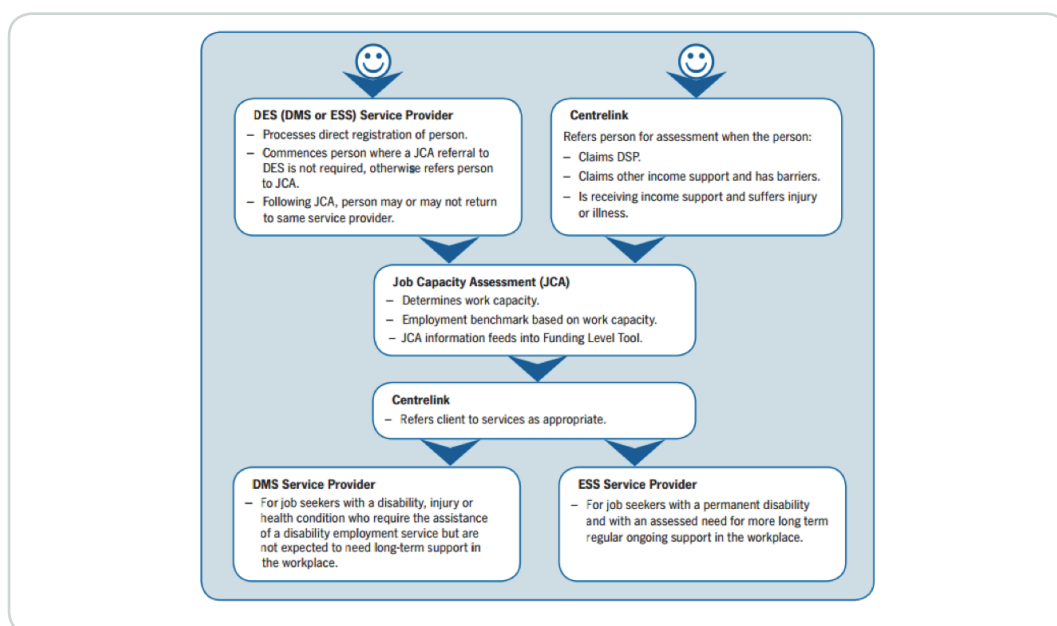 DES (DMS or ESS) Service Provider
– Processes direct registration of person.
– Commences person where a JCA referral to
DES is not required, otherwise refers person
to JCA.
– Following JCA, person may or may not return
to same service provider.
Centrelink
Refers person for assessment when the person:
– Claims DSP.
– Claims other income support and has barriers.
– Is receiving income support and suffers injury
or illness.
Job Capacity Assessment (JCA)
– Determines work capacity.
– Employment benchmark based on work capacity.
– JCA information feeds into Funding Level Tool.
Centrelink
– Refers client to services as appropriate.
DMS Service Provider
– For job seekers with a disability, injury or
health condition who require the assistance
of a disability employment service but are
not expected to need long-term support in
the workplace.
ESS Service Provider
– For job seekers with a permanent disability
and with an assessed need for more long term
regular ongoing support in the workplace.